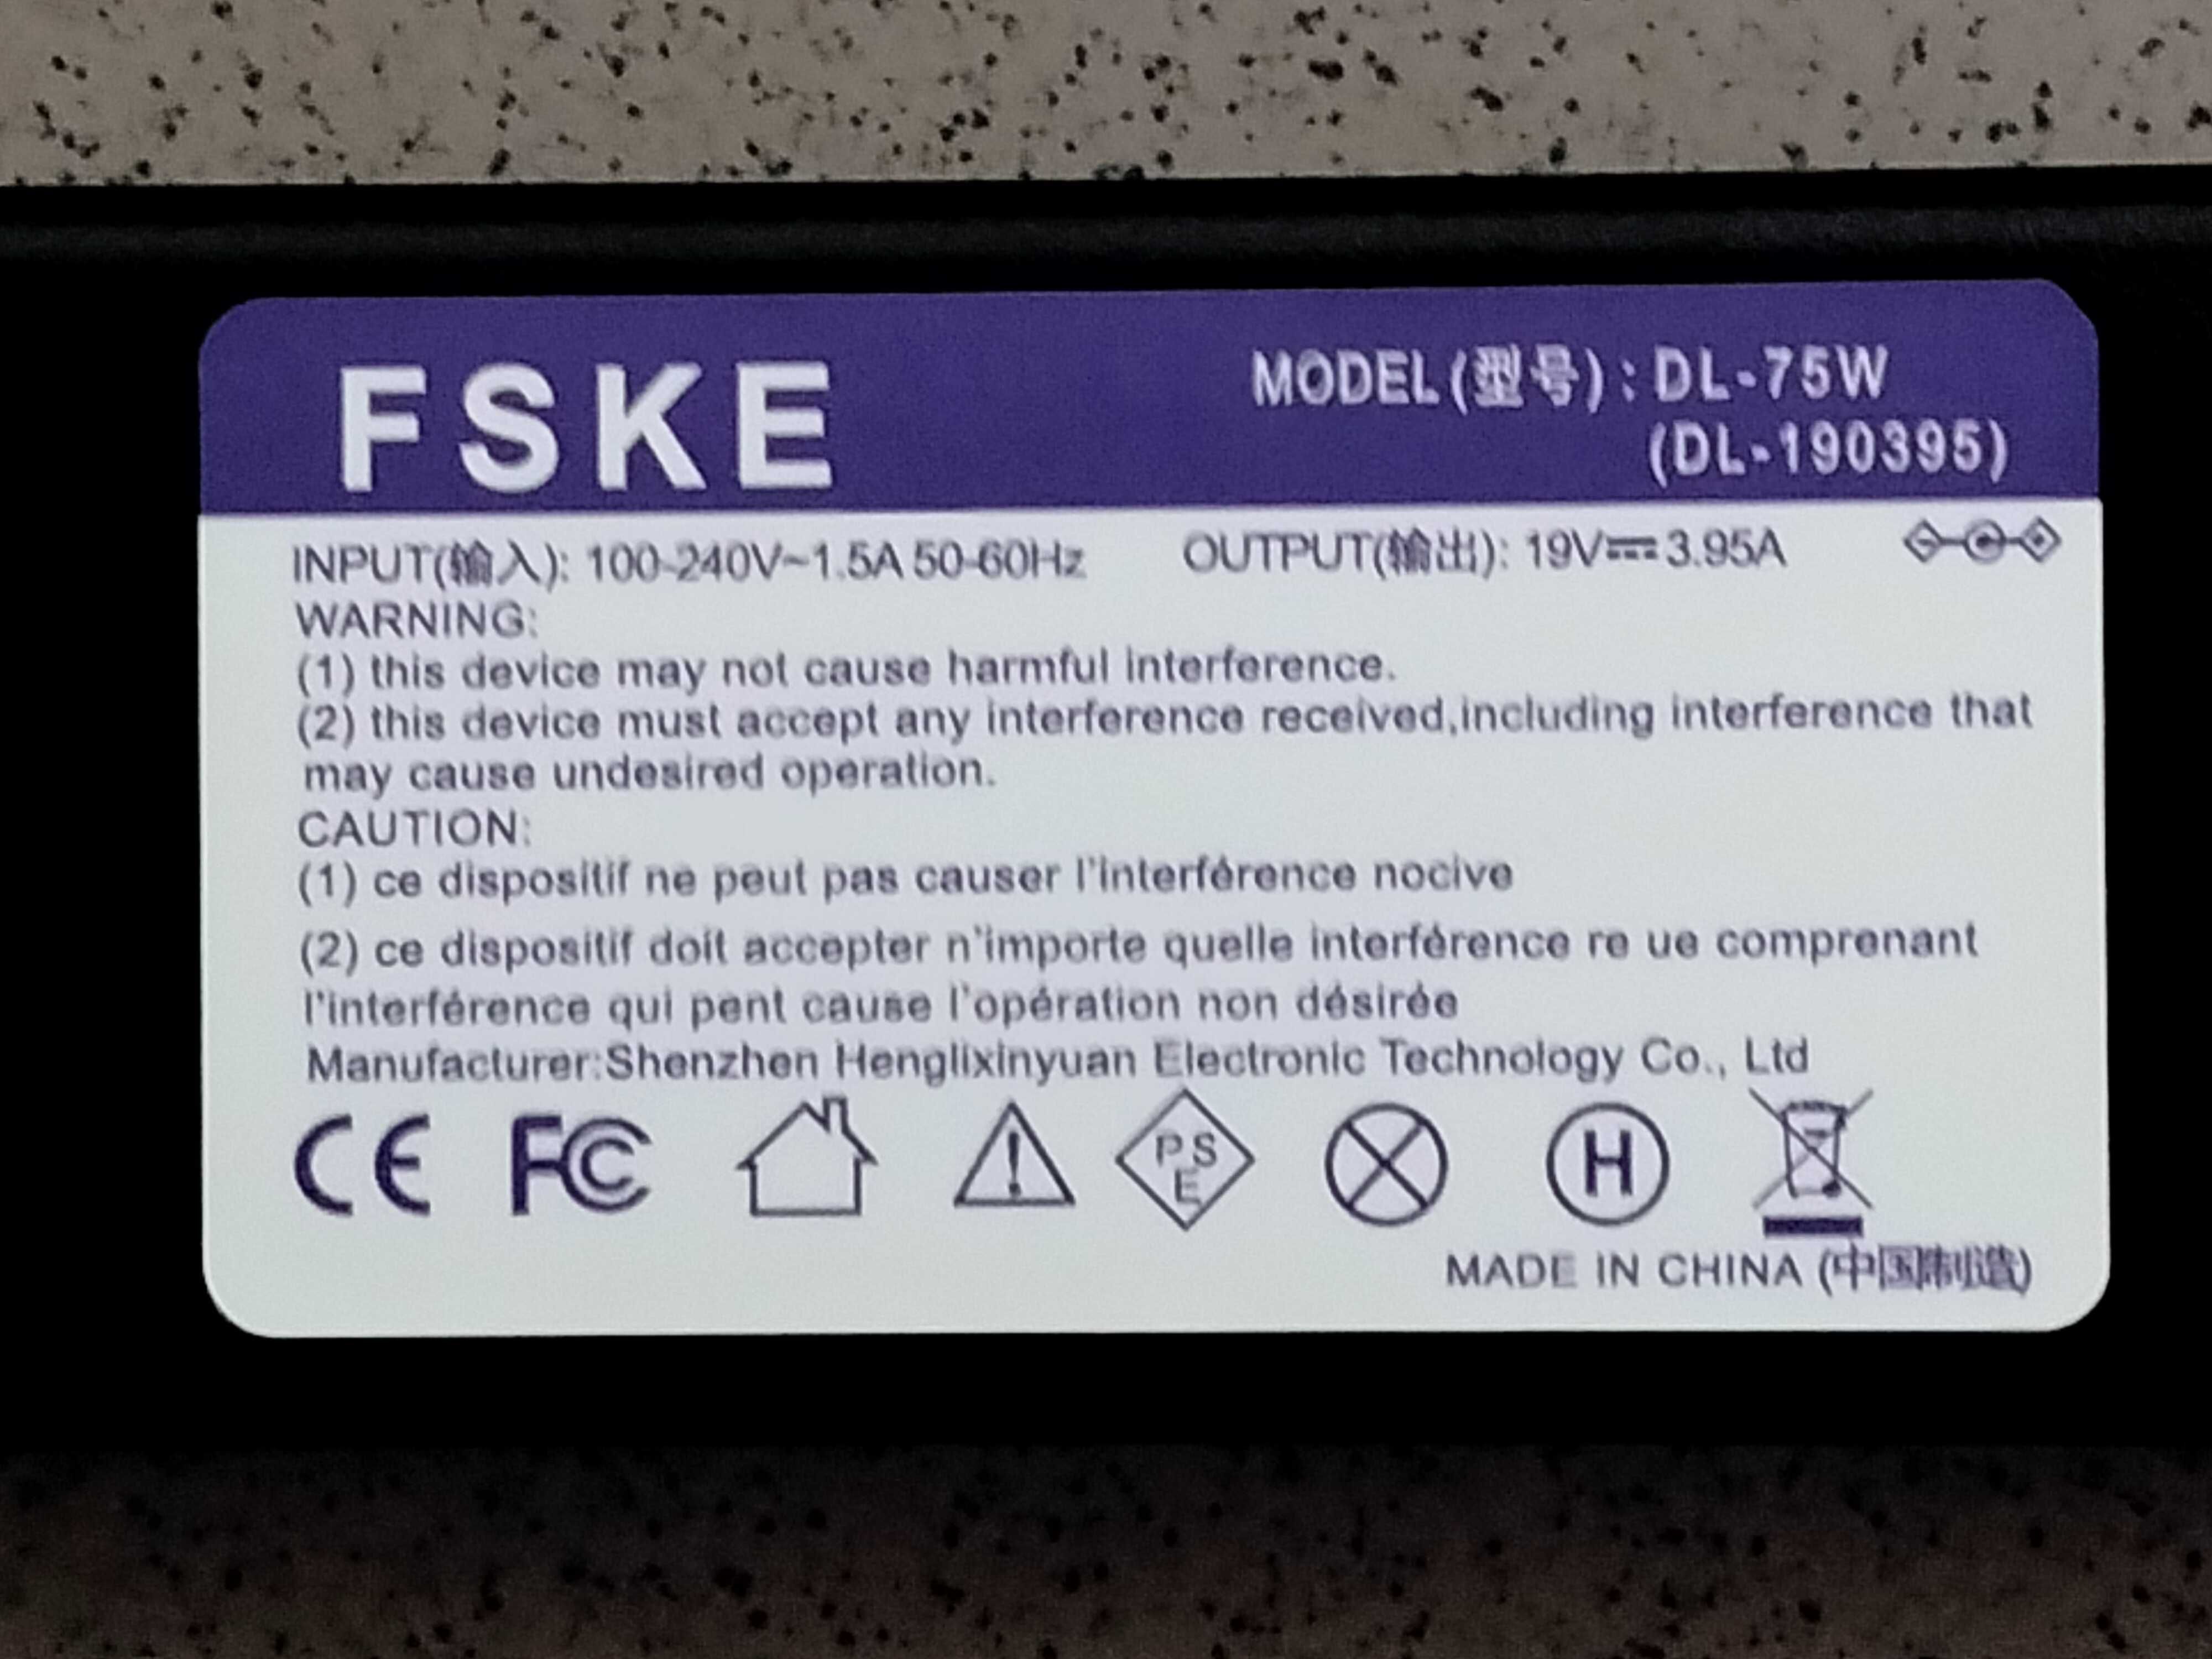 FSKE
MODEL(型号):DL-75W
(DL-190395)
INPUT(输入): 100-240V~1.5A 50-60Hz
OUTPUT(输出): 19V⎓3.95A
WARNING:
(1) this device may not cause harmful interference.
(2) this device must accept any interference received,including interference that
may cause undesired operation.
CAUTION:
(1) ce dispositif ne peut pas causer l'interférence nocive
(2) ce dispositif doit accepter n'importe quelle interférence re ue comprenant
l'interférence qui pent cause l'opération non désirée
Manufacturer:Shenzhen Henglixinyuan Electronic Technology Co., Ltd
CE FC PSE H
MADE IN CHINA (中国制造)